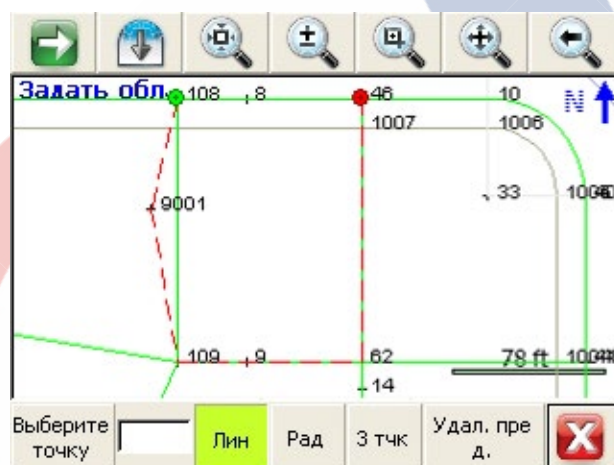 Задать обл.
108 8 46 10 N
1007 1006
9001 33
109 9 62 78 ft
14
Выберите точку Лин Рад 3 тчк Удал. пре д.